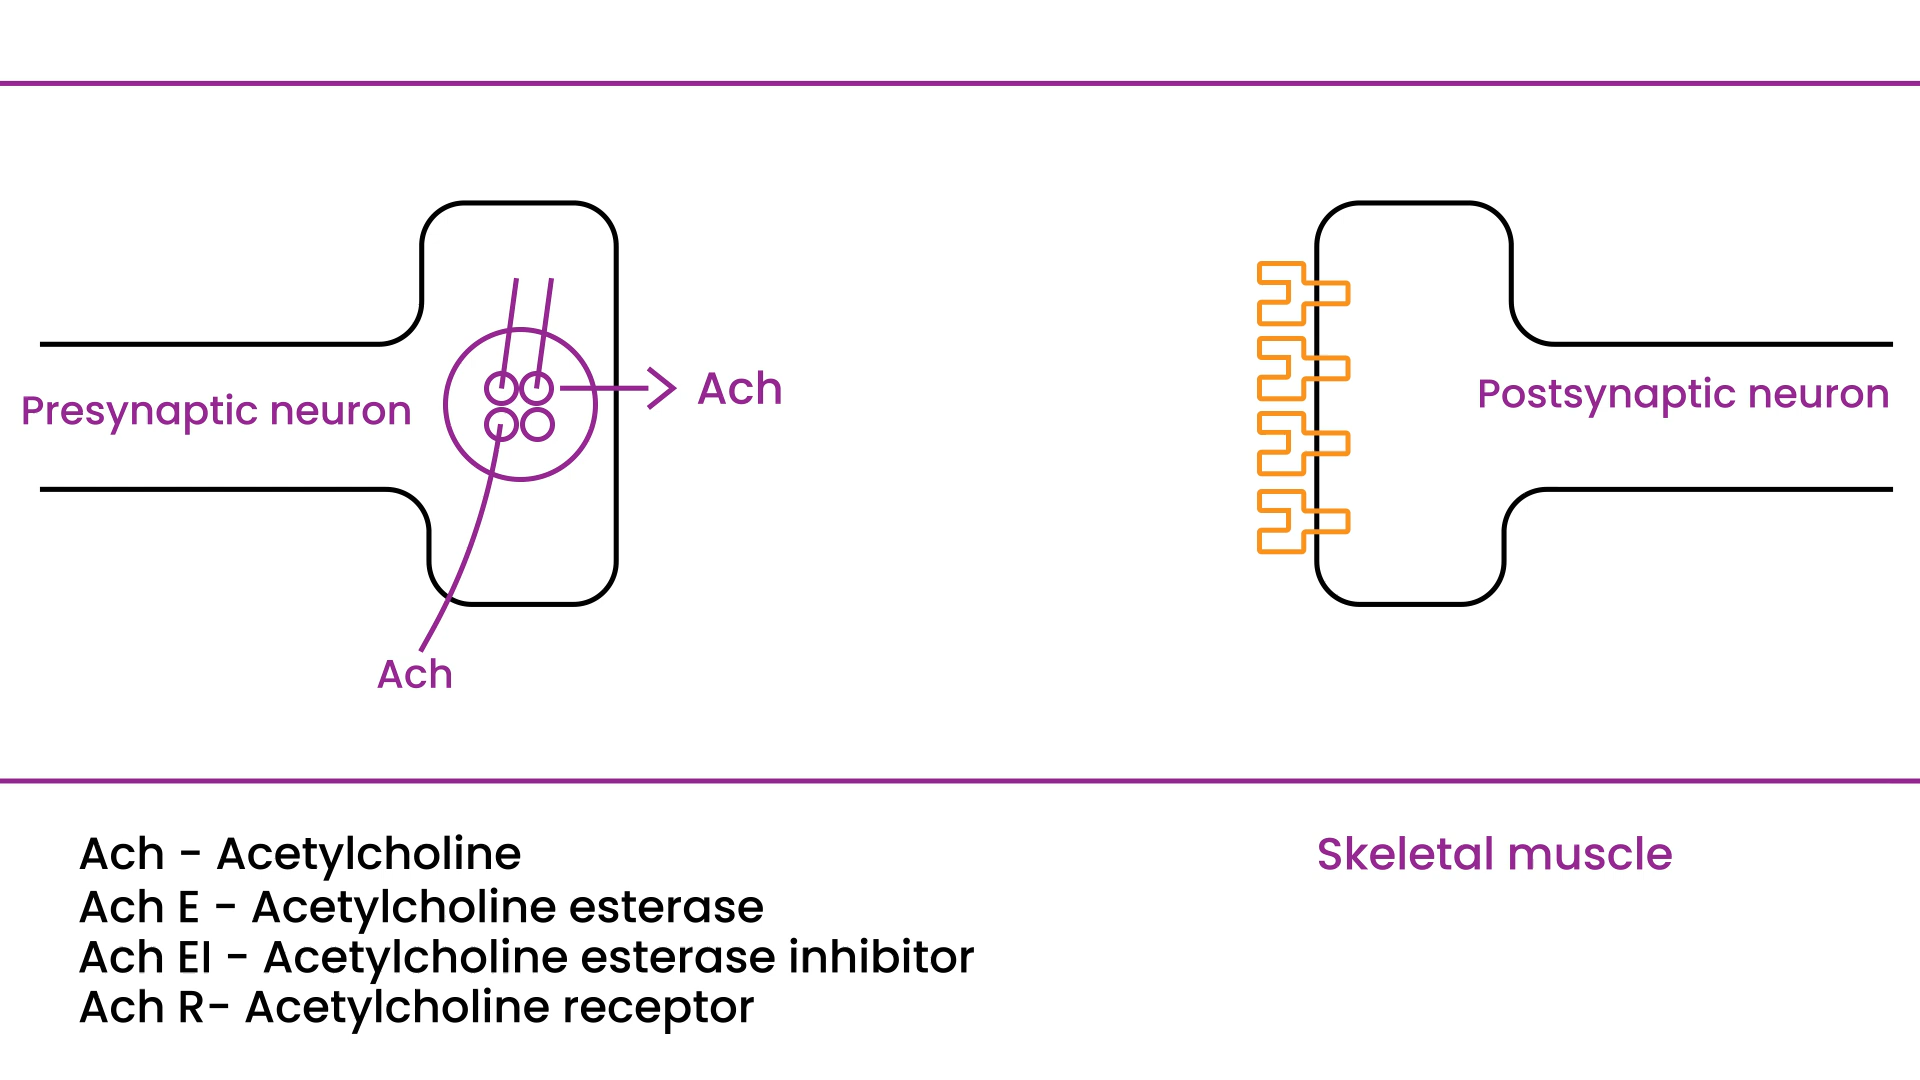 Presynaptic neuron
Ach
Postsynaptic neuron
Ach
Ach - Acetylcholine
Ach E - Acetylcholine esterase
Ach EI - Acetylcholine esterase inhibitor
Ach R- Acetylcholine receptor
Skeletal muscle